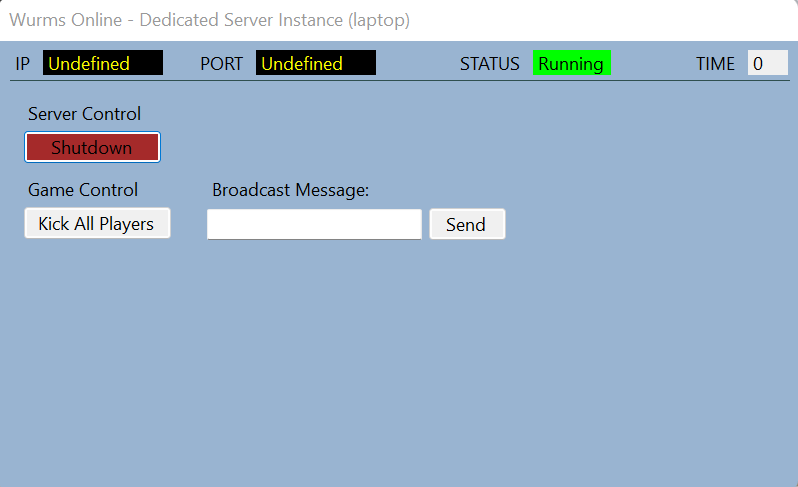 Wurms Online - Dedicated Server Instance (laptop)
IP Undefined PORT Undefined STATUS Running TIME 0
Server Control
Shutdown
Game Control Broadcast Message:
Kick All Players Send